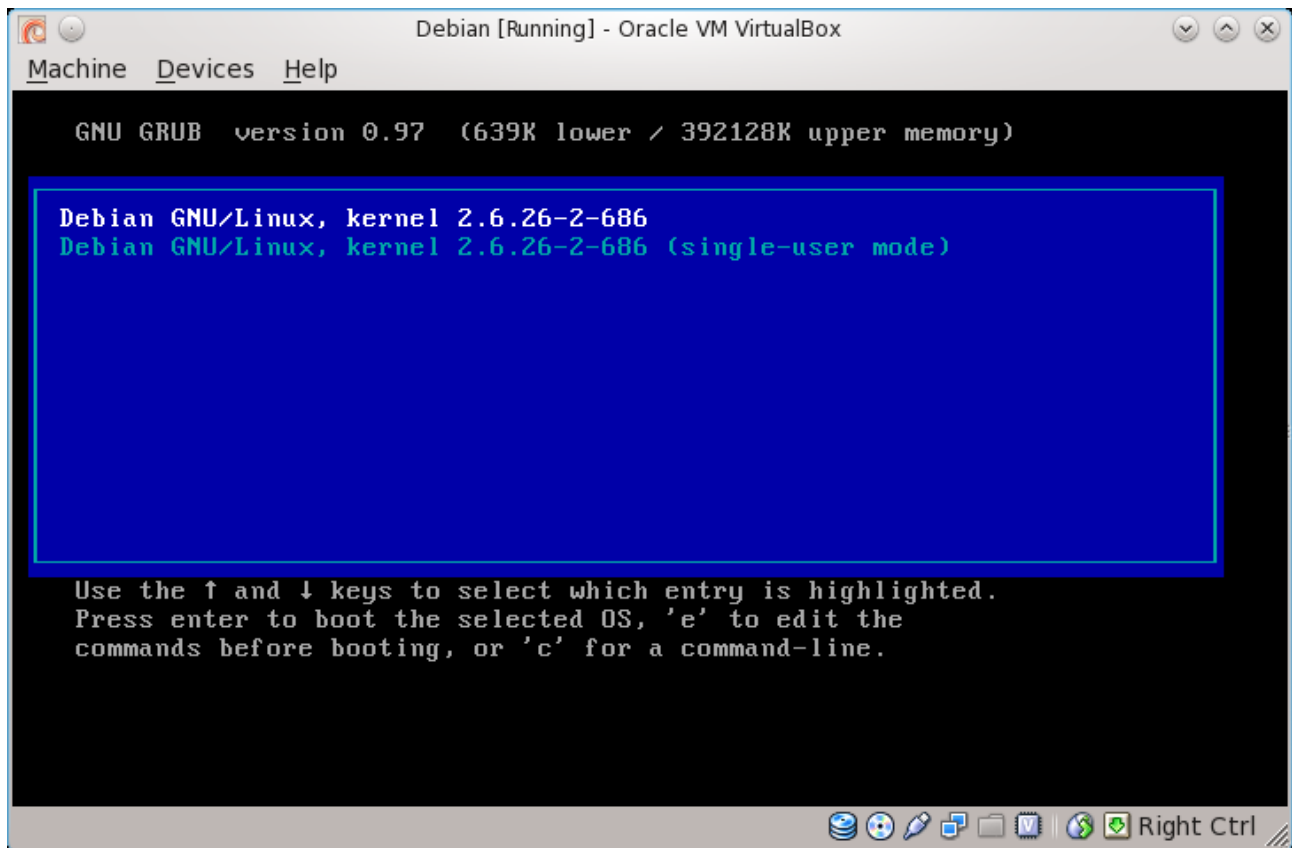 Debian [Running] - Oracle VM VirtualBox
Machine Devices Help
GNU GRUB version 0.97 (639K lower / 392128K upper memory)
Debian GNU/Linux, kernel 2.6.26-2-686
Debian GNU/Linux, kernel 2.6.26-2-686 (single-user mode)
Use the ↑ and ↓ keys to select which entry is highlighted.
Press enter to boot the selected OS, 'e' to edit the
commands before booting, or 'c' for a command-line.
Right Ctrl